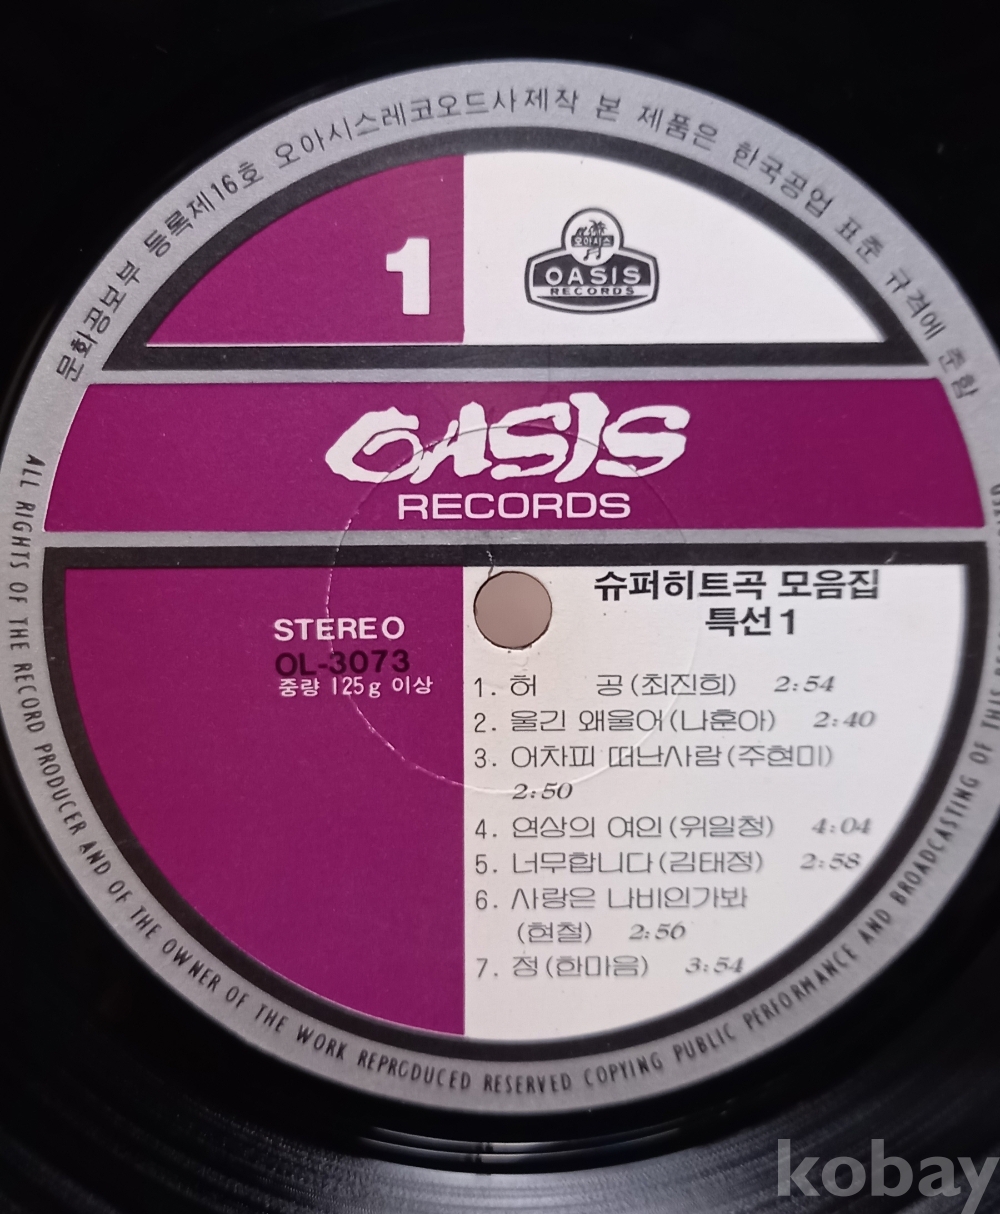 문화공보부 등록제16호 오아시스레코오드사제작 본 제품은 한국공업 표준 규격에 준함
1
오아시스
OASIS
RECORDS
OASIS
RECORDS
STEREO
OL-3073
중량 125g 이상
슈퍼히트곡 모음집
특선 1
1. 허 공(최진희) 2:54
2. 울긴 왜울어(나훈아) 2:40
3. 어차피 떠난사람(주현미)
2:50
4. 연상의 여인(위일청) 4:04
5. 너무합니다(김태정) 2:58
6. 사랑은 나비인가봐
(현철) 2:56
7. 정(한마음) 3:54
ALL RIGHTS OF THE RECORD PRODUCER AND OF THE OWNER OF THE WORK REPRODUCED RESERVED COPYING PUBLIC PERFORMANCE AND BROADCASTING OF THIS
kobay